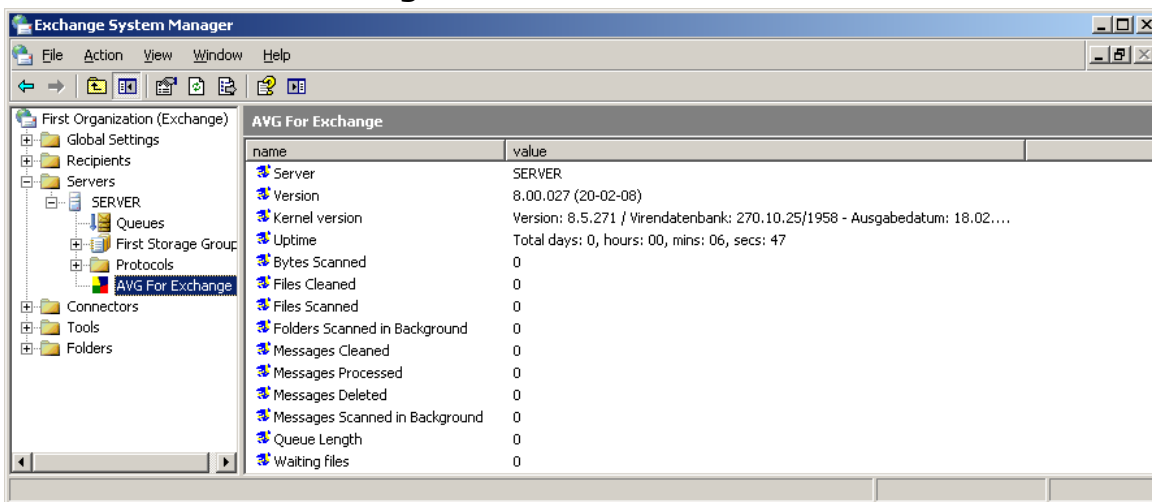 Exchange System Manager
File Action View Window Help
First Organization (Exchange)
Global Settings
Recipients
Servers
SERVER
Queues
First Storage Group
Protocols
AVG For Exchange
Connectors
Tools
Folders
AVG For Exchange
name value
Server SERVER
Version 8.00.027 (20-02-08)
Kernel version Version: 8.5.271 / Virendatenbank: 270.10.25/1958 - Ausgabedatum: 18.02....
Uptime Total days: 0, hours: 00, mins: 06, secs: 47
Bytes Scanned 0
Files Cleaned 0
Files Scanned 0
Folders Scanned in Background 0
Messages Cleaned 0
Messages Processed 0
Messages Deleted 0
Messages Scanned in Background 0
Queue Length 0
Waiting files 0